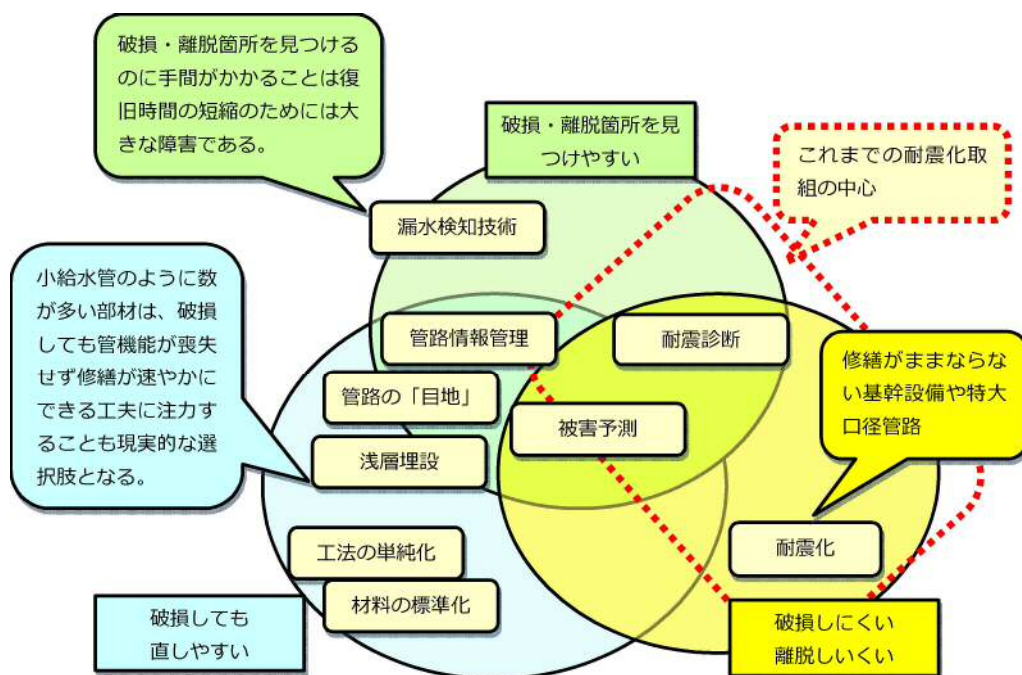 破損・離脱箇所を見つける
のに手間がかかることは復
旧時間の短縮のためには大
きな障害である。
破損・離脱箇所を見
つけやすい
これまでの耐震化取
組の中心
漏水検知技術
小給水管のように数
が多い部材は、破損
しても管機能が喪失
せず修繕が速やかに
できる工夫に注力す
ることも現実的な選
択肢となる。
管路情報管理
耐震診断
修繕がままならな
い基幹設備や特大
口径管路
管路の「目地」
被害予測
浅層埋設
工法の単純化
耐震化
材料の標準化
破損しても
直しやすい
破損しにくい
離脱しいくい